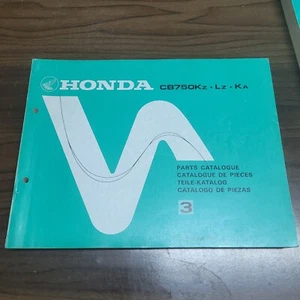 HONDA CB750KZ - LZ - KA
PARTS CATALOGUE
CATALOGUE DE PIECES
TEILE-KATALOG
CATALOGO DE PIEZAS
3